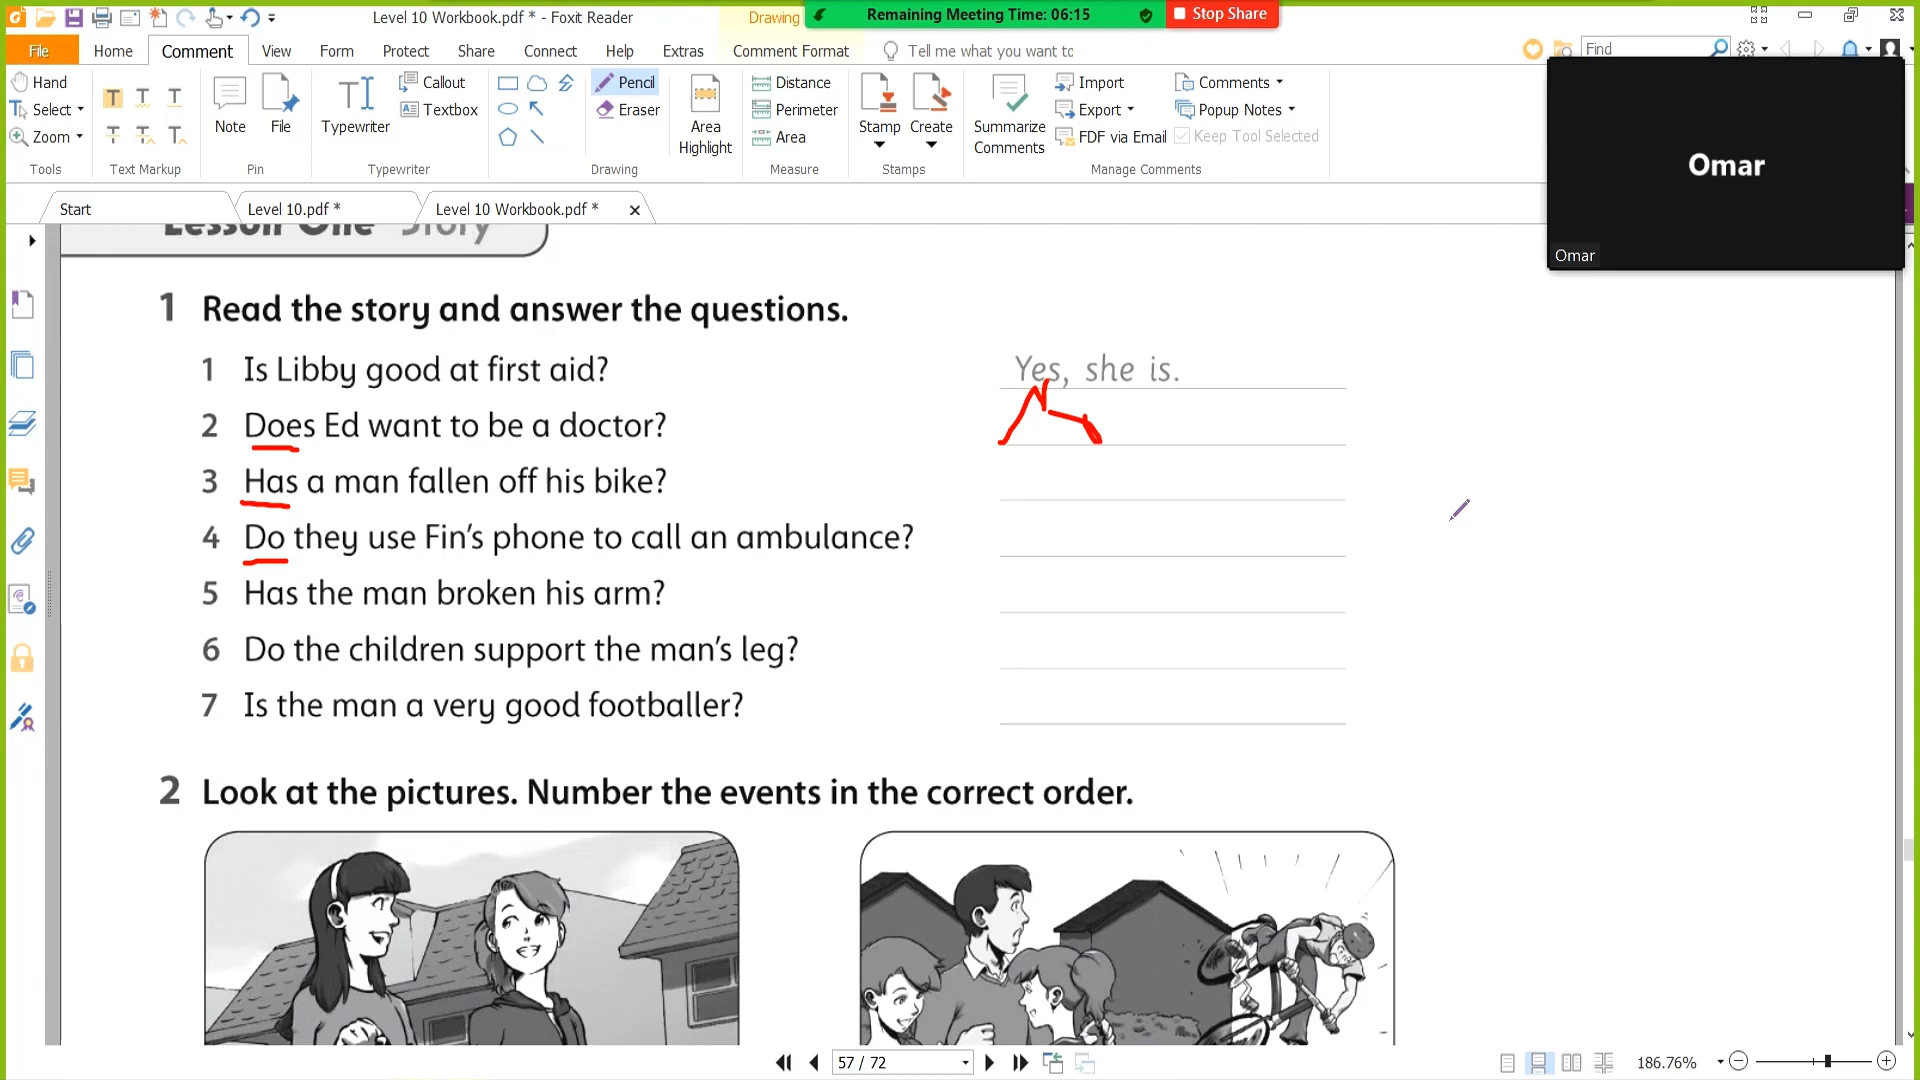 Level 10 Workbook.pdf * - Foxit Reader
Drawing
Remaining Meeting Time: 06:15
Stop Share
File Home Comment View Form Protect Share Connect Help Extras Comment Format Tell me what you want to Find
Hand
Select
Zoom
Tools
Text Markup
Note File
Pin
Typewriter
Callout
Textbox
Typewriter
Pencil
Eraser
Area Highlight
Drawing
Distance
Perimeter
Area
Measure
Stamp Create
Stamps
Summarize Comments
Import
Export
FDF via Email
Comments
Popup Notes
Keep Tool Selected
Manage Comments
Omar
Omar
Start Level 10.pdf * Level 10 Workbook.pdf *
Lesson One Story
1 Read the story and answer the questions.
1 Is Libby good at first aid? Yes, she is.
2 Does Ed want to be a doctor?
3 Has a man fallen off his bike?
4 Do they use Fin's phone to call an ambulance?
5 Has the man broken his arm?
6 Do the children support the man's leg?
7 Is the man a very good footballer?
2 Look at the pictures. Number the events in the correct order.
57 / 72
186.76%